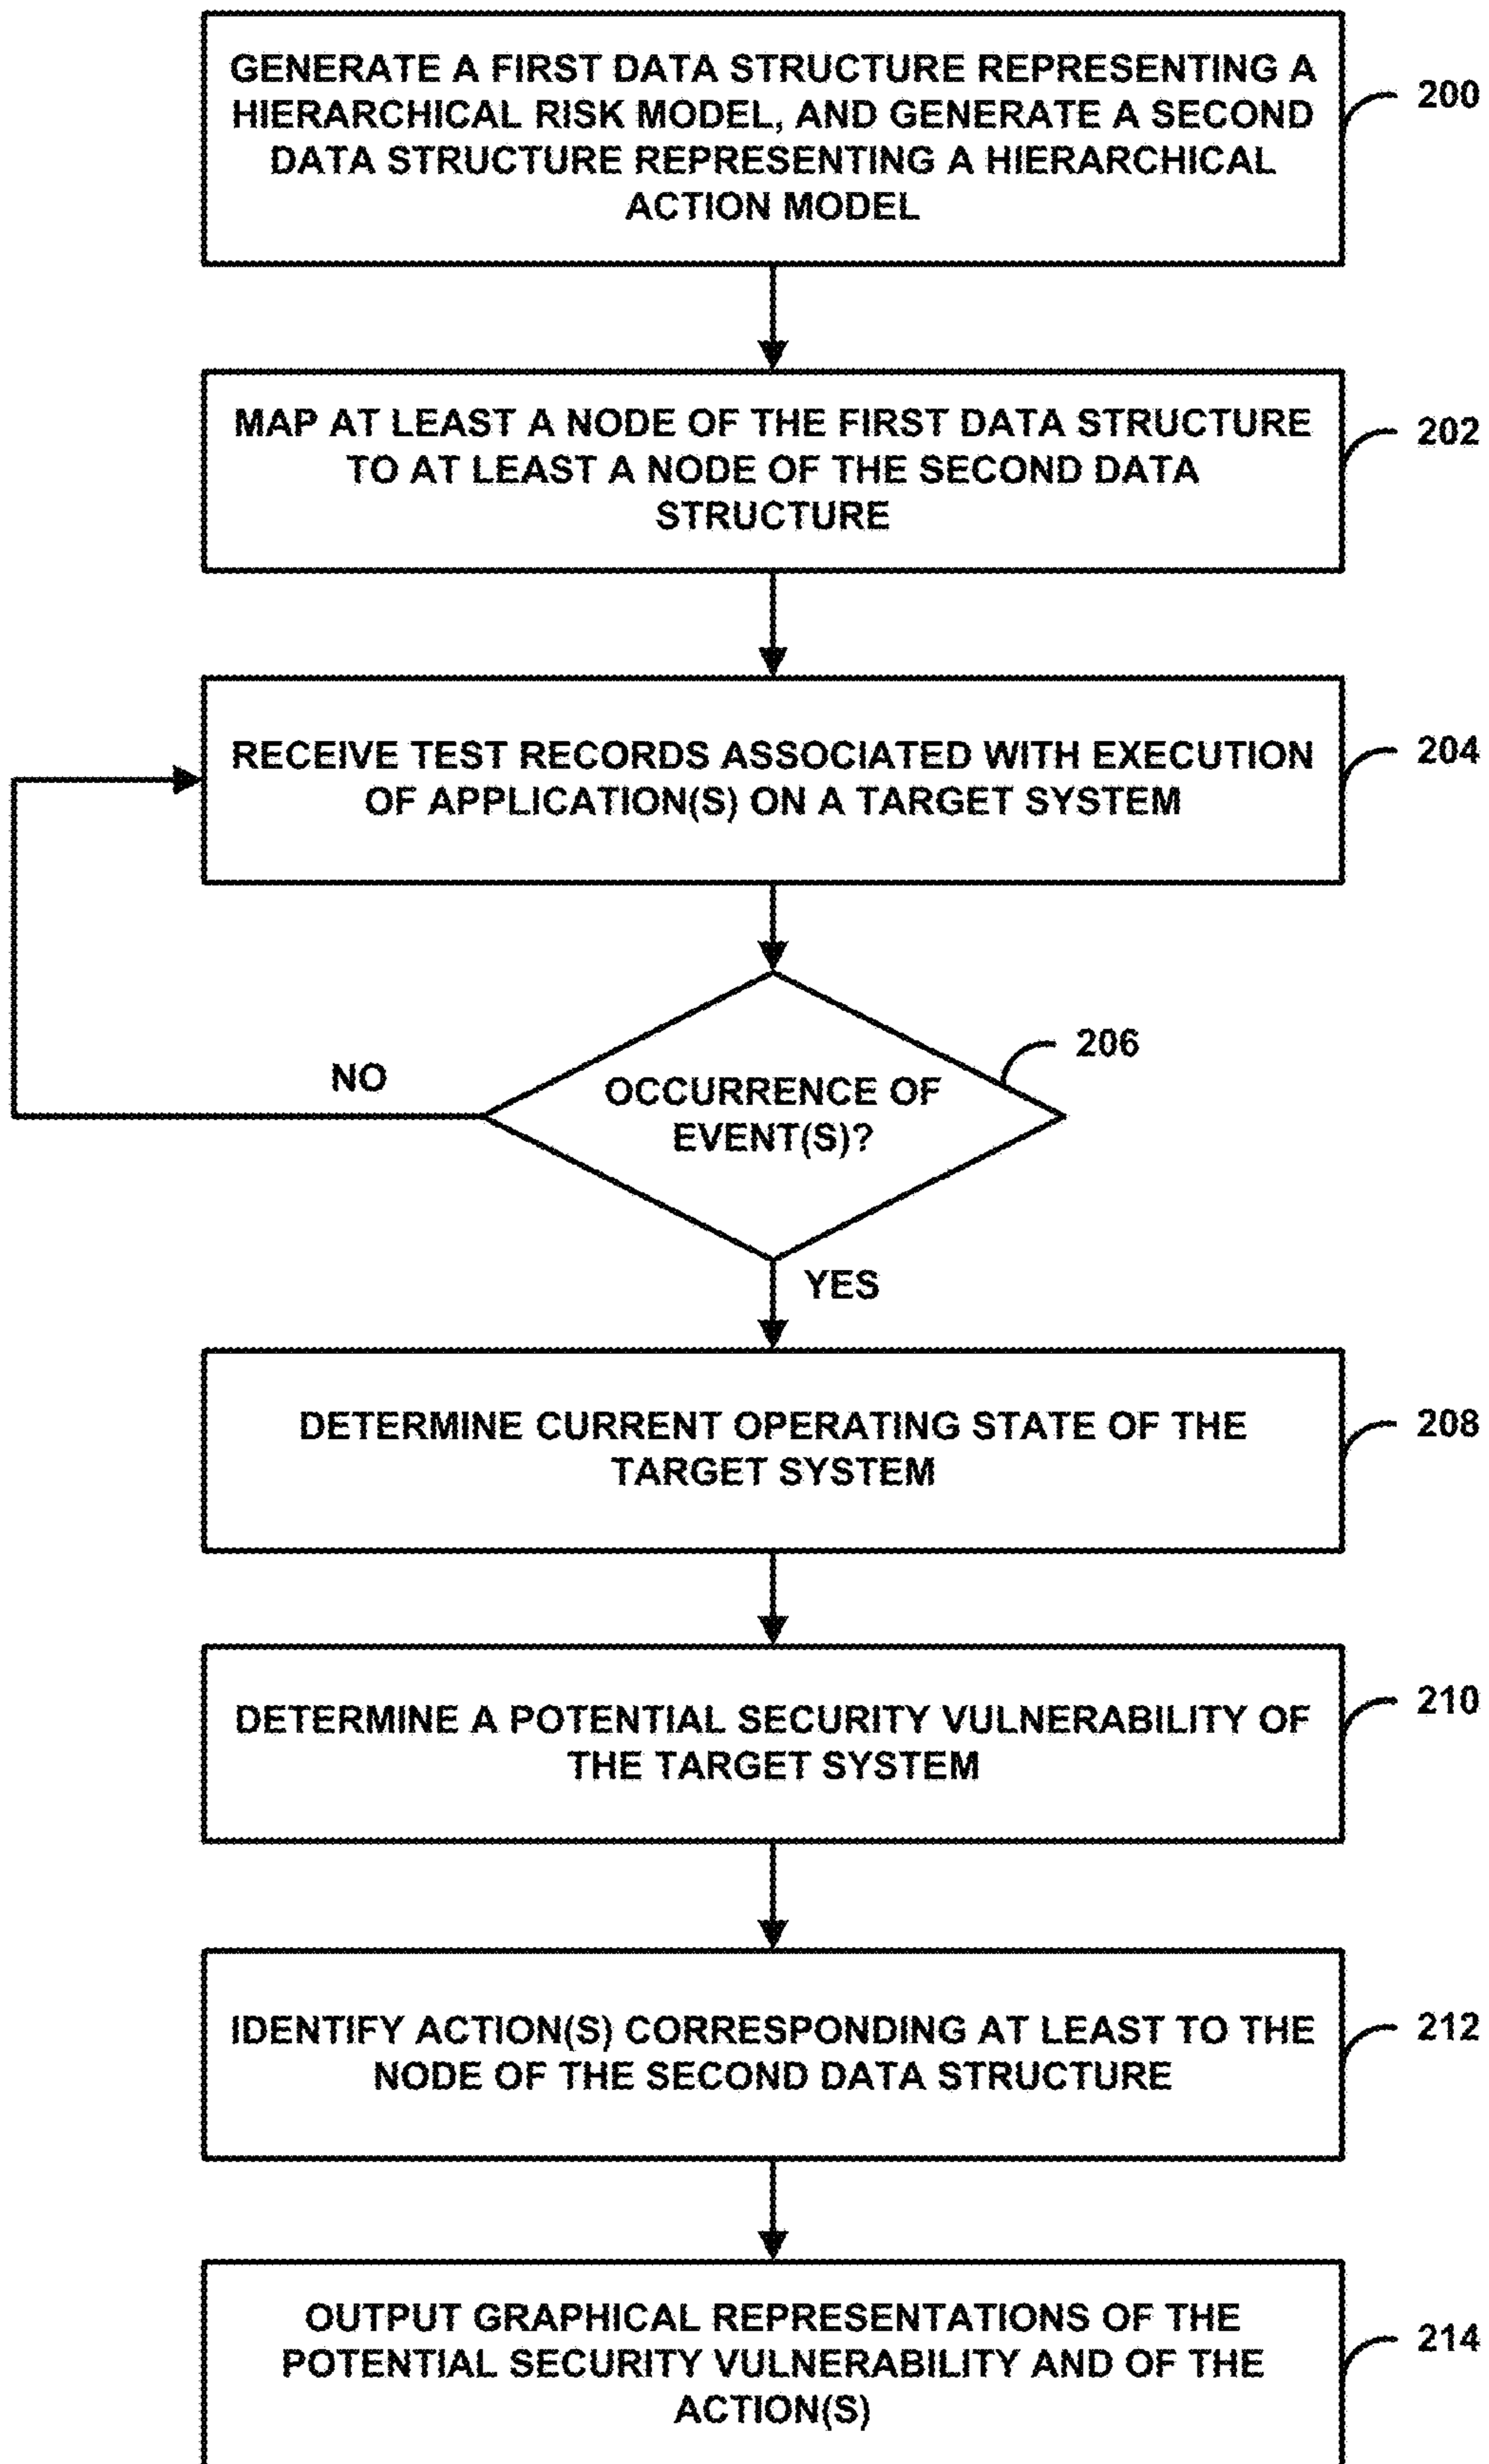 GENERATE A FIRST DATA STRUCTURE REPRESENTING A
HIERARCHICAL RISK MODEL, AND GENERATE A SECOND
DATA STRUCTURE REPRESENTING A HIERARCHICAL
ACTION MODEL
200
MAP AT LEAST A NODE OF THE FIRST DATA STRUCTURE
TO AT LEAST A NODE OF THE SECOND DATA
STRUCTURE
202
RECEIVE TEST RECORDS ASSOCIATED WITH EXECUTION
OF APPLICATION(S) ON A TARGET SYSTEM
204
OCCURRENCE OF
EVENT(S)?
206
NO
YES
DETERMINE CURRENT OPERATING STATE OF THE
TARGET SYSTEM
208
DETERMINE A POTENTIAL SECURITY VULNERABILITY OF
THE TARGET SYSTEM
210
IDENTIFY ACTION(S) CORRESPONDING AT LEAST TO THE
NODE OF THE SECOND DATA STRUCTURE
212
OUTPUT GRAPHICAL REPRESENTATIONS OF THE
POTENTIAL SECURITY VULNERABILITY AND OF THE
ACTION(S)
214